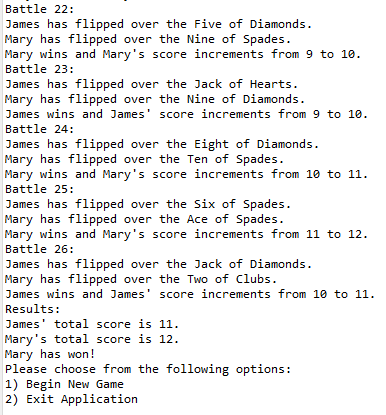 Battle 22:
James has flipped over the Five of Diamonds.
Mary has flipped over the Nine of Spades.
Mary wins and Mary's score increments from 9 to 10.
Battle 23:
James has flipped over the Jack of Hearts.
Mary has flipped over the Nine of Diamonds.
James wins and James' score increments from 9 to 10.
Battle 24:
James has flipped over the Eight of Diamonds.
Mary has flipped over the Ten of Spades.
Mary wins and Mary's score increments from 10 to 11.
Battle 25:
James has flipped over the Six of Spades.
Mary has flipped over the Ace of Spades.
Mary wins and Mary's score increments from 11 to 12.
Battle 26:
James has flipped over the Jack of Diamonds.
Mary has flipped over the Two of Clubs.
James wins and James' score increments from 10 to 11.
Results:
James' total score is 11.
Mary's total score is 12.
Mary has won!
Please choose from the following options:
1) Begin New Game
2) Exit Application